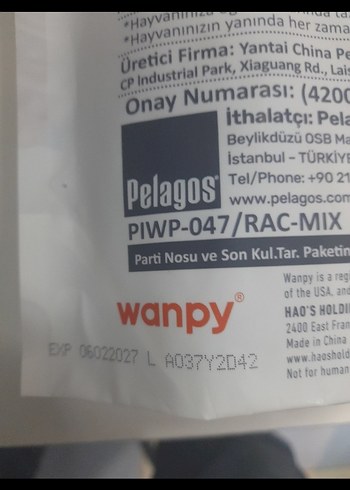 *Hayvanınıza
*Hayvanınızın yanında her zama
Üretici Firma: Yantai China Pe
CP Industrial Park, Xiaguang Rd., Lais
Onay Numarası: (4200
İthalatçı: Pela
Beylikdüzü OSB Ma
İstanbul – TÜRKİYE
Tel/Phone: +90 21
www.pelagos.com
Pelagos®
PIWP-047/RAC-MIX
Parti Nosu ve Son Kul.Tar. Paketin
Wanpy is a reg
of the USA, and
wanpy®
HAO'S HOLDI
2400 East Fran
Made in China
www.haoshold
Not for human
EXP 06022027 L A037Y2D42